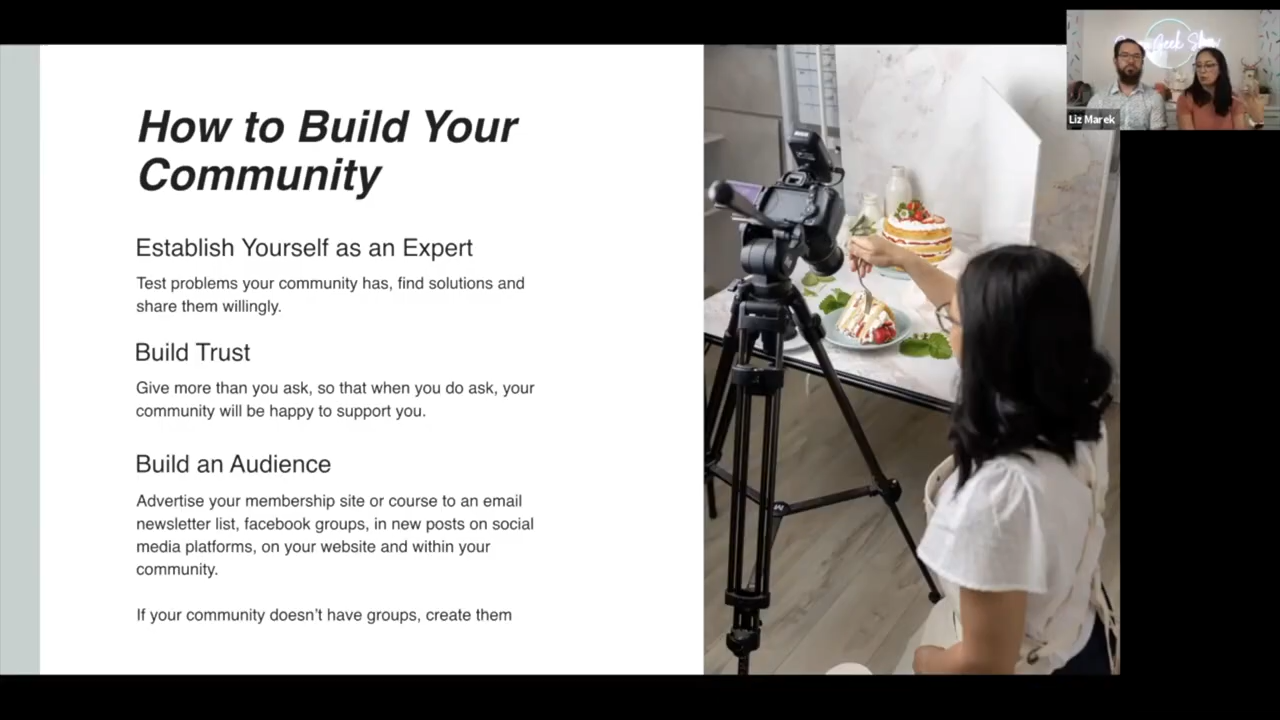 How to Build Your
Community
Establish Yourself as an Expert
Test problems your community has, find solutions and
share them willingly.
Build Trust
Give more than you ask, so that when you do ask, your
community will be happy to support you.
Build an Audience
Advertise your membership site or course to an email
newsletter list, facebook groups, in new posts on social
media platforms, on your website and within your
community.
If your community doesn't have groups, create them
Geek Show
Liz Marek